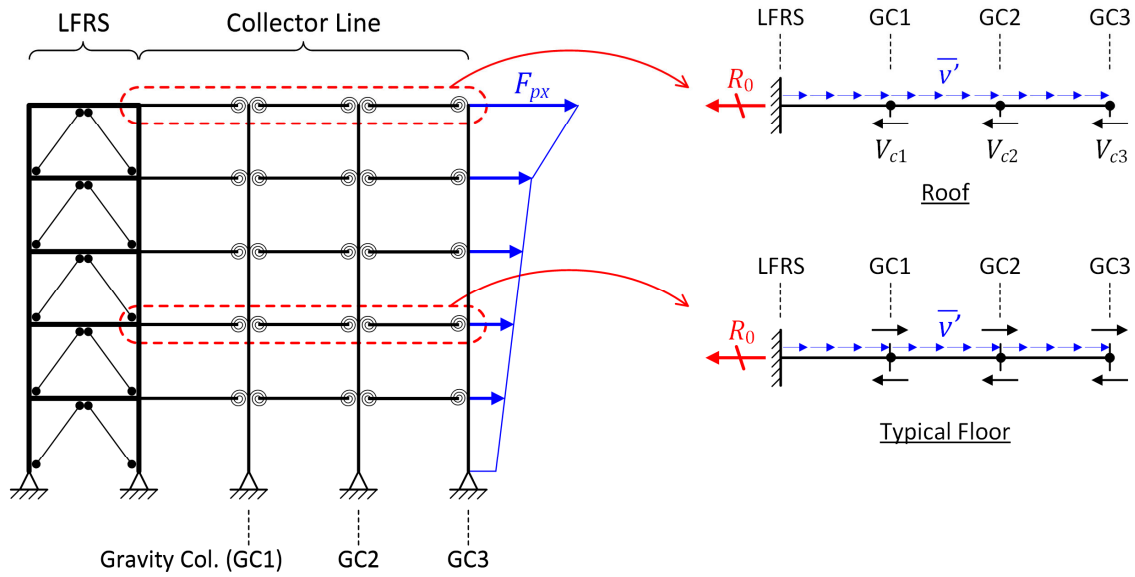 LFRS Collector Line
F_px
Gravity Col. (GC1) GC2 GC3
LFRS GC1 GC2 GC3
R_0 v̅'
V_c1 V_c2 V_c3
Roof
LFRS GC1 GC2 GC3
R_0 v̅'
Typical Floor